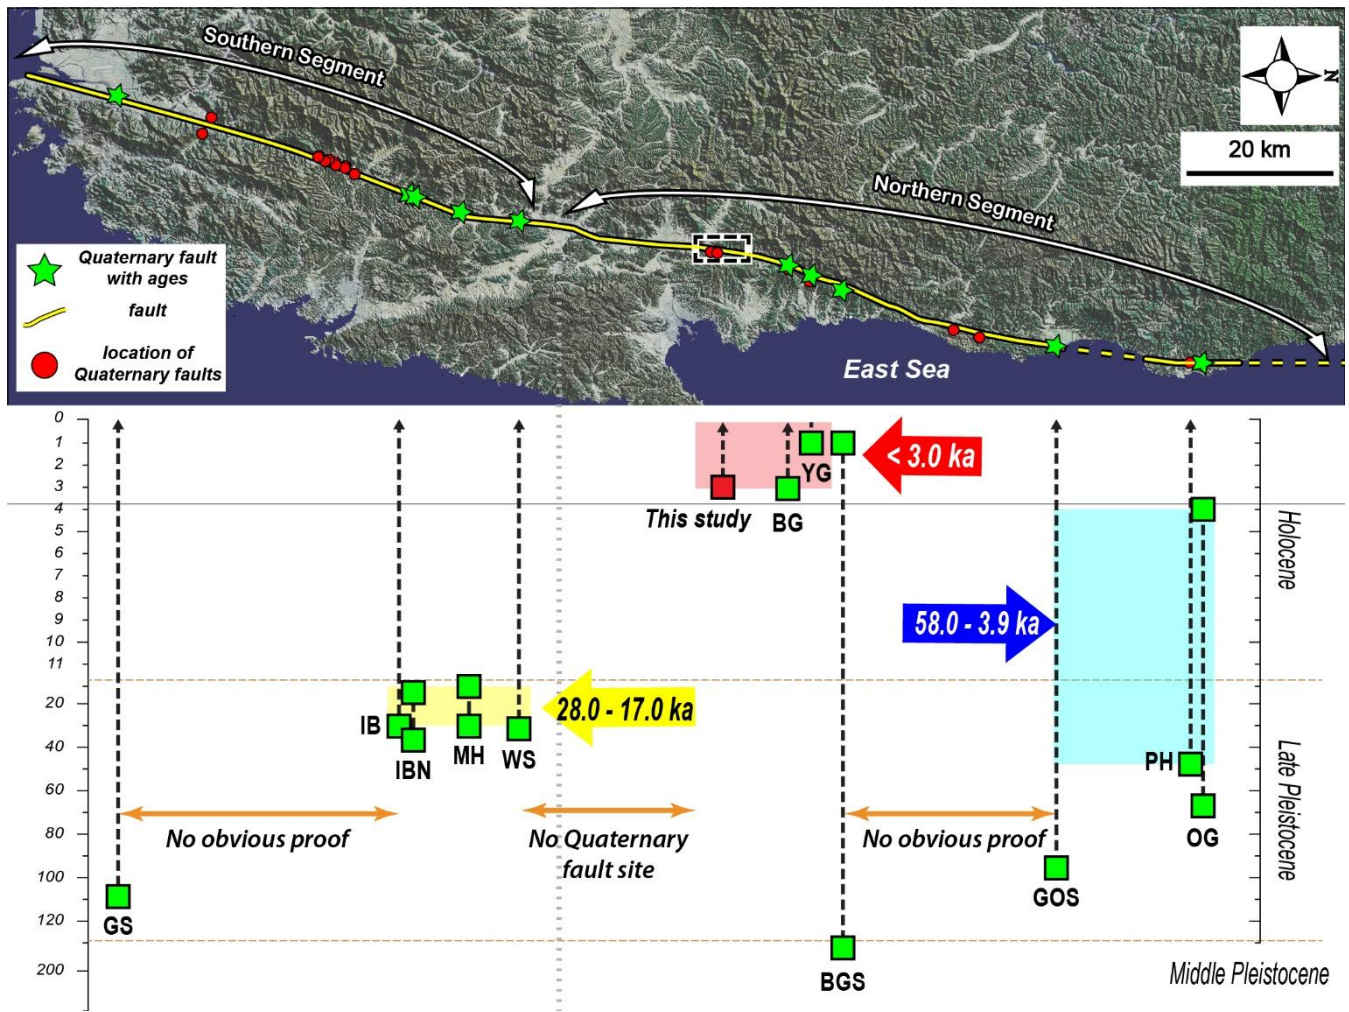 Southern Segment
N
20 km
Northern Segment
Quaternary fault
with ages
fault
location of
Quaternary faults
East Sea
0
1
2
3
4
5
6
7
8
9
10
11
20
40
60
80
100
120
200
< 3.0 ka
YG
This study
BG
Holocene
58.0 - 3.9 ka
28.0 - 17.0 ka
IB
IBN
MH
WS
PH
Late Pleistocene
No obvious proof
No Quaternary
fault site
No obvious proof
OG
GS
GOS
BGS
Middle Pleistocene